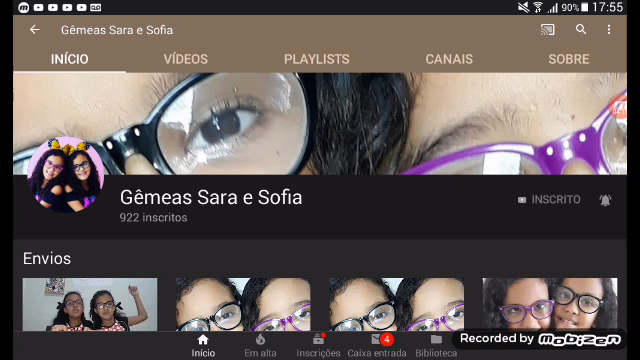 90% 17:55
Gêmeas Sara e Sofia
INÍCIO VÍDEOS PLAYLISTS CANAIS SOBRE
Gêmeas Sara e Sofia
922 inscritos
INSCRITO
Envios
4
Início Em alta Inscrições Caixa entrada Biblioteca
Recorded by MOBIZEN